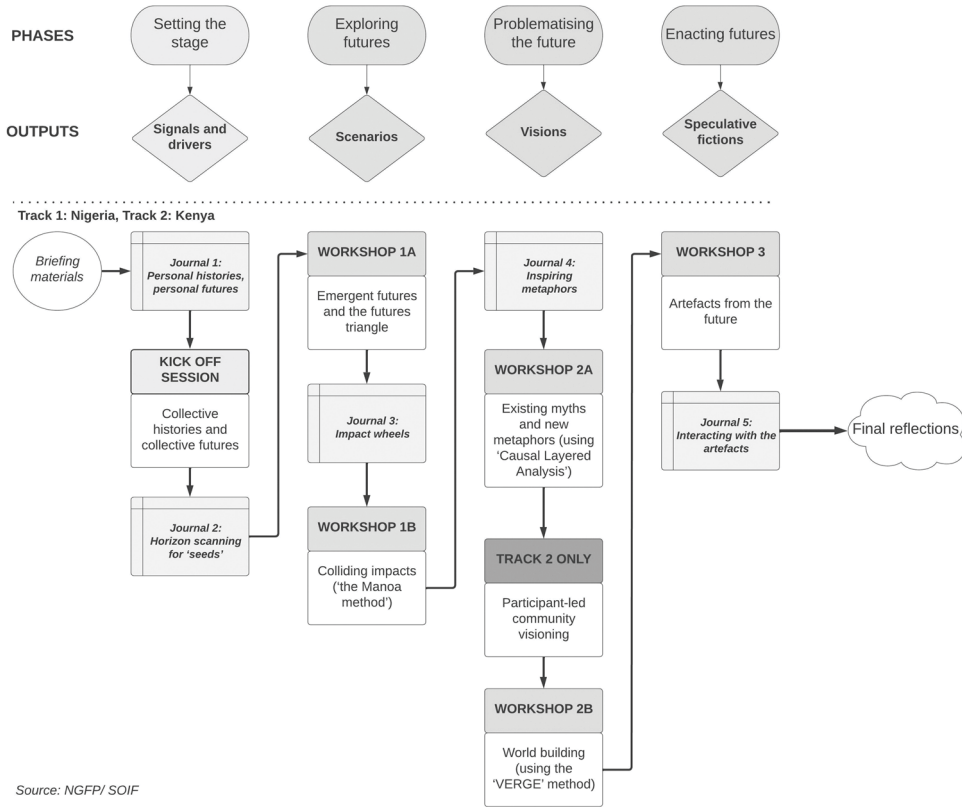 PHASES
Setting the
stage
Exploring
futures
Problematising
the future
Enacting futures
OUTPUTS
Signals and
drivers
Scenarios
Visions
Speculative
fictions
Track 1: Nigeria, Track 2: Kenya
Briefing
materials
Journal 1:
Personal histories,
personal futures
KICK OFF
SESSION
Collective
histories and
collective futures
Journal 2:
Horizon scanning
for ‘seeds’
WORKSHOP 1A
Emergent futures
and the futures
triangle
Journal 3:
Impact wheels
WORKSHOP 1B
Colliding impacts
(‘the Manoa
method’)
Journal 4:
Inspiring
metaphors
WORKSHOP 2A
Existing myths
and new
metaphors (using
‘Causal Layered
Analysis’)
TRACK 2 ONLY
Participant-led
community
visioning
WORKSHOP 2B
World building
(using the
‘VERGE’ method)
WORKSHOP 3
Artefacts from the
future
Journal 5:
Interacting with the
artefacts
Final reflections
Source: NGFP/ SOIF